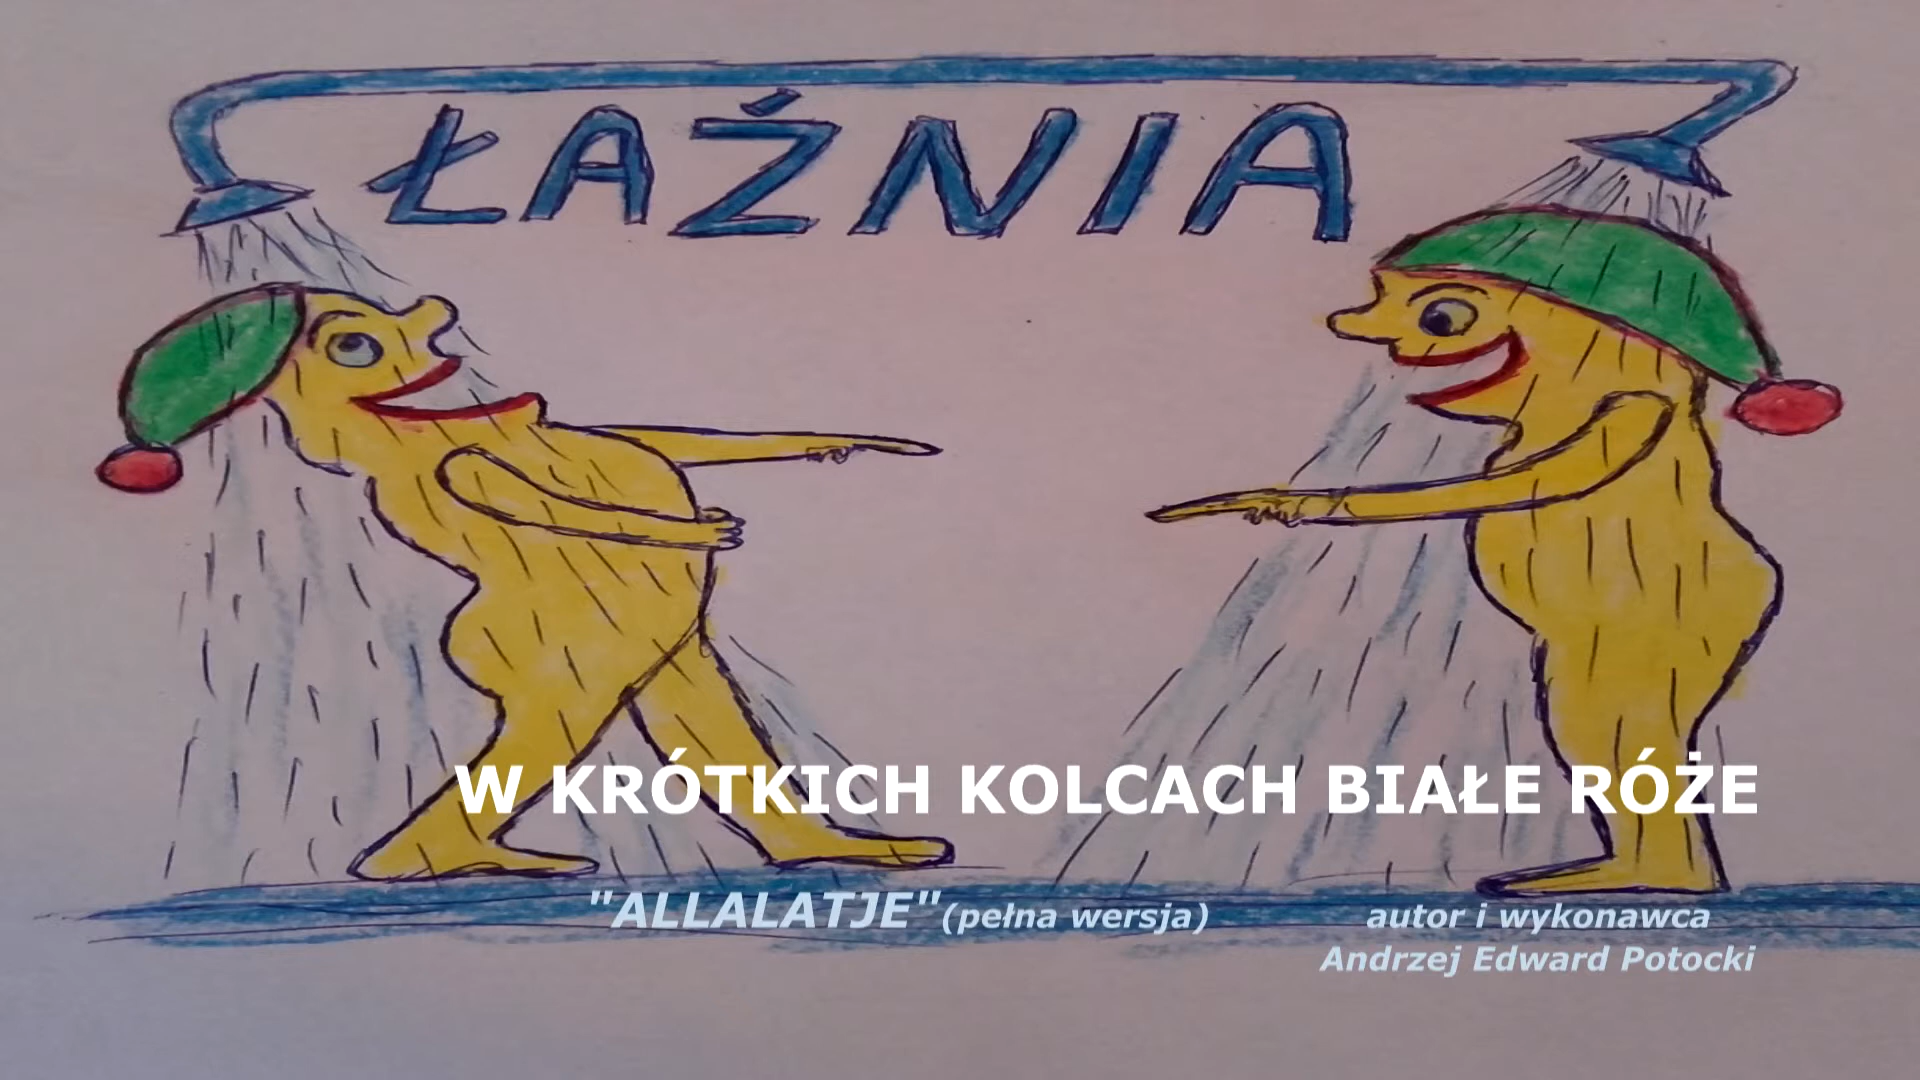 ŁAŹNIA
W KRÓTKICH KOLCACH BIAŁE RÓŻE
"ALLALATJE"(pełna wersja)
autor i wykonawca
Andrzej Edward Potocki